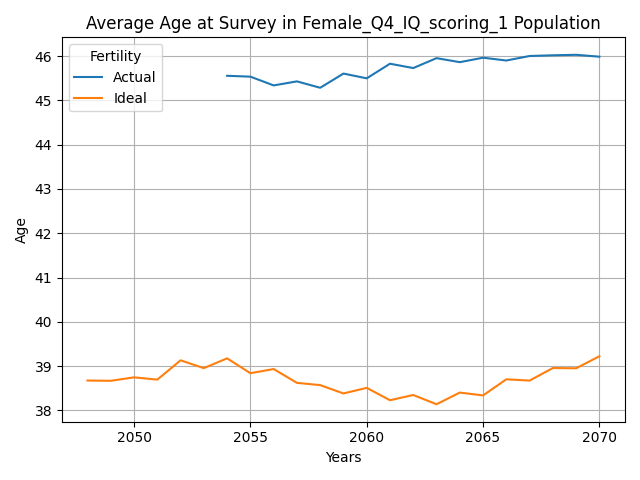 Average Age at Survey in Female_Q4_IQ_scoring_1 Population
Fertility
Actual
Ideal
46
45
44
43
42
41
40
39
38
Age
2050 2055 2060 2065 2070
Years